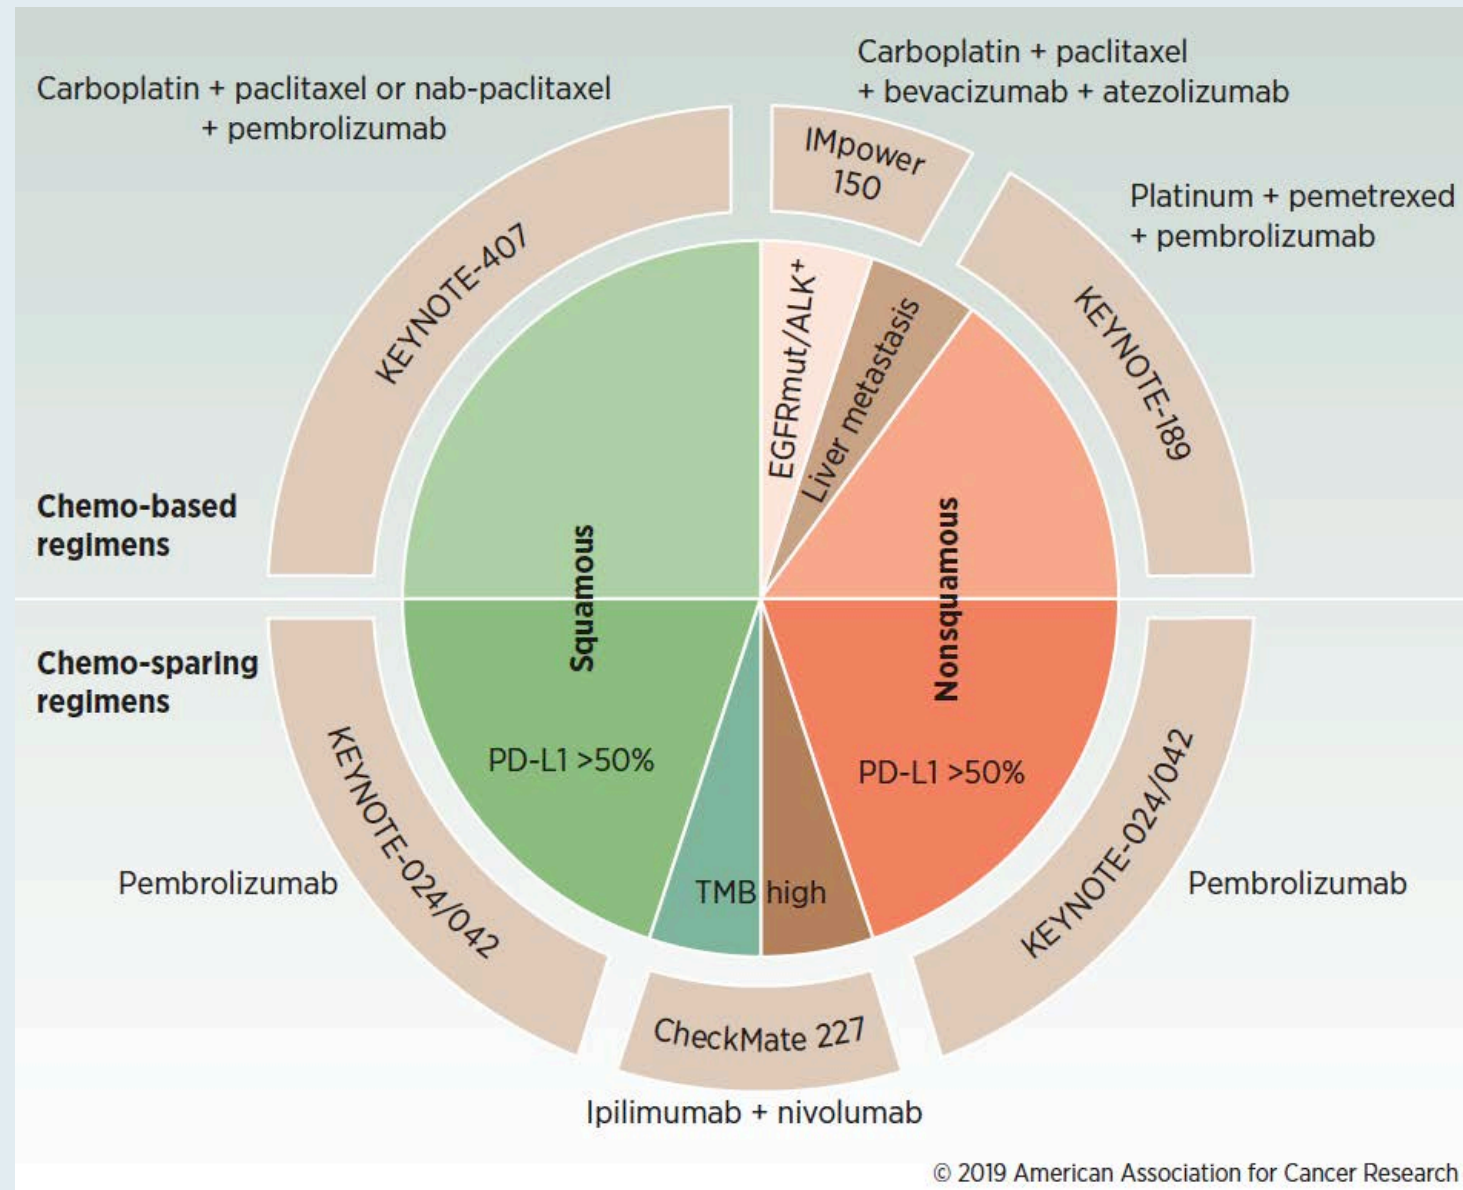 Carboplatin + paclitaxel or nab-paclitaxel
+ pembrolizumab
Carboplatin + paclitaxel
+ bevacizumab + atezolizumab
IMpower
150
Platinum + pemetrexed
+ pembrolizumab
KEYNOTE-407
KEYNOTE-189
EGFRmut/ALK⁺
Liver metastasis
Chemo-based
regimens
Squamous
Nonsquamous
Chemo-sparing
regimens
PD-L1 >50%
PD-L1 >50%
KEYNOTE-024/042
KEYNOTE-024/042
Pembrolizumab
Pembrolizumab
TMB high
CheckMate 227
Ipilimumab + nivolumab
© 2019 American Association for Cancer Research